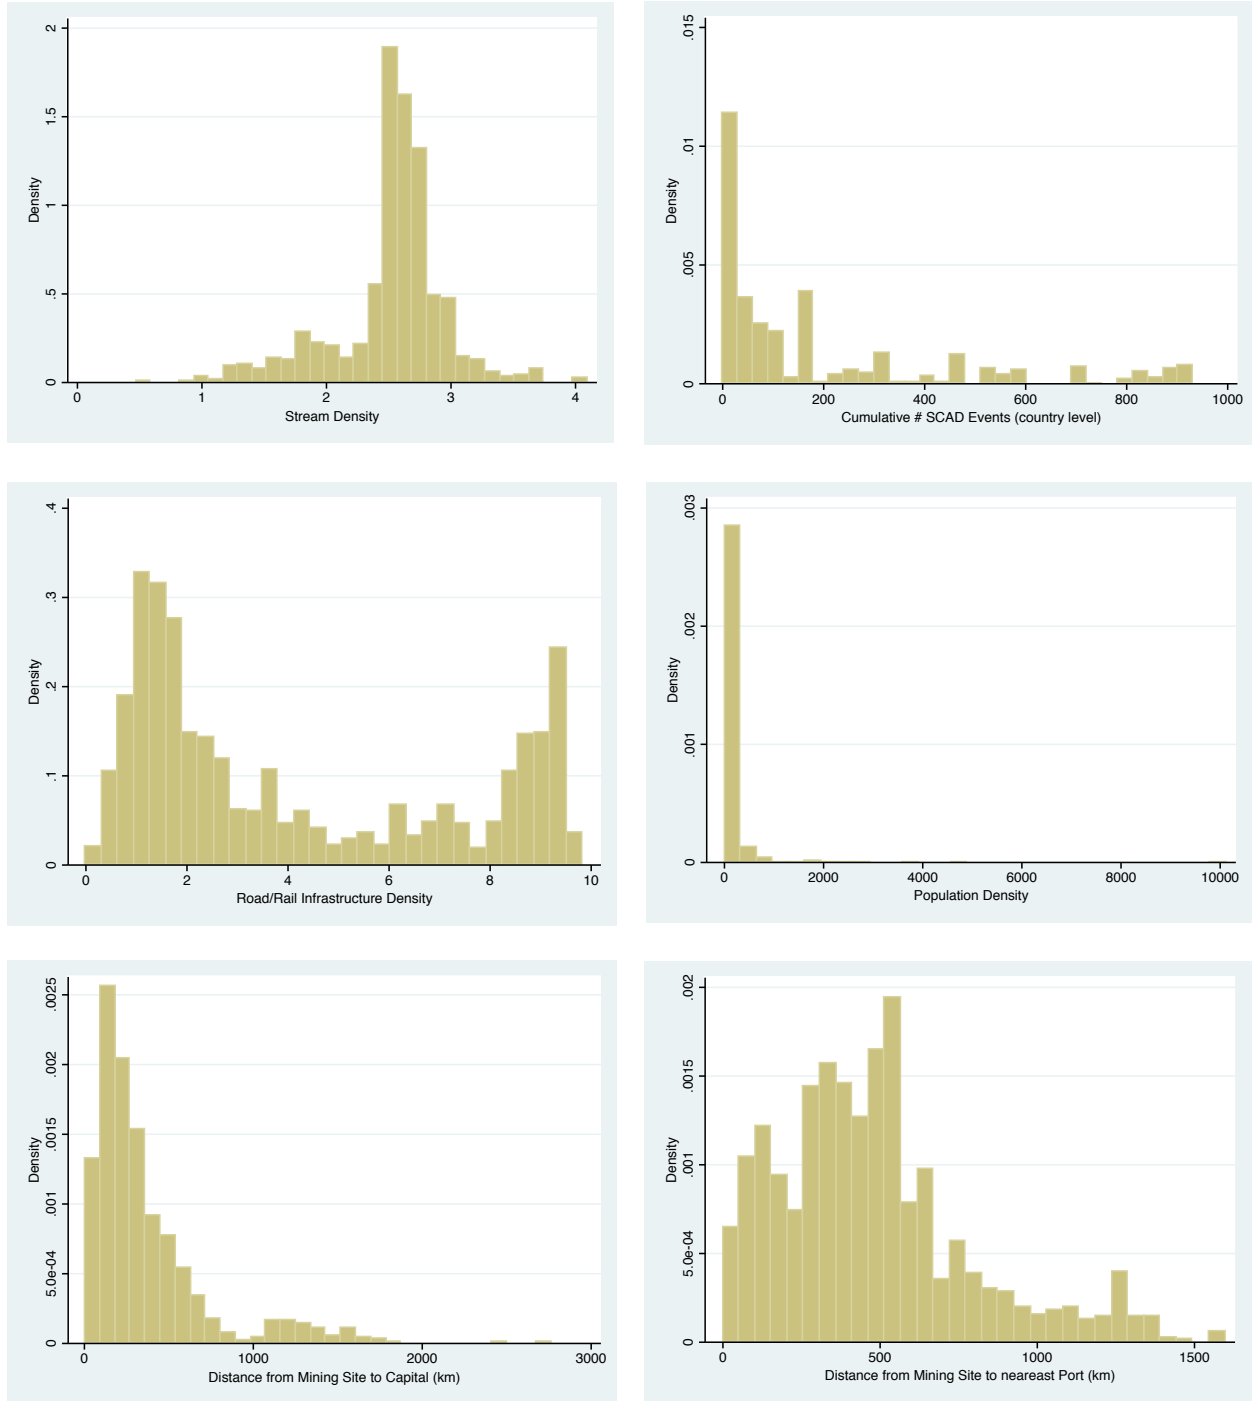 2
1.5
1
.5
0
Density
0 1 2 3 4
Stream Density
.015
.01
.005
0
Density
0 200 400 600 800 1000
Cumulative # SCAD Events (country level)
.4
.3
.2
.1
0
Density
0 2 4 6 8 10
Road/Rail Infrastructure Density
.003
.002
.001
0
Density
0 2000 4000 6000 8000 10000
Population Density
.0025
.002
.0015
.001
5.0e-04
0
Density
0 1000 2000 3000
Distance from Mining Site to Capital (km)
.002
.0015
.001
5.0e-04
0
Density
0 500 1000 1500
Distance from Mining Site to neareast Port (km)